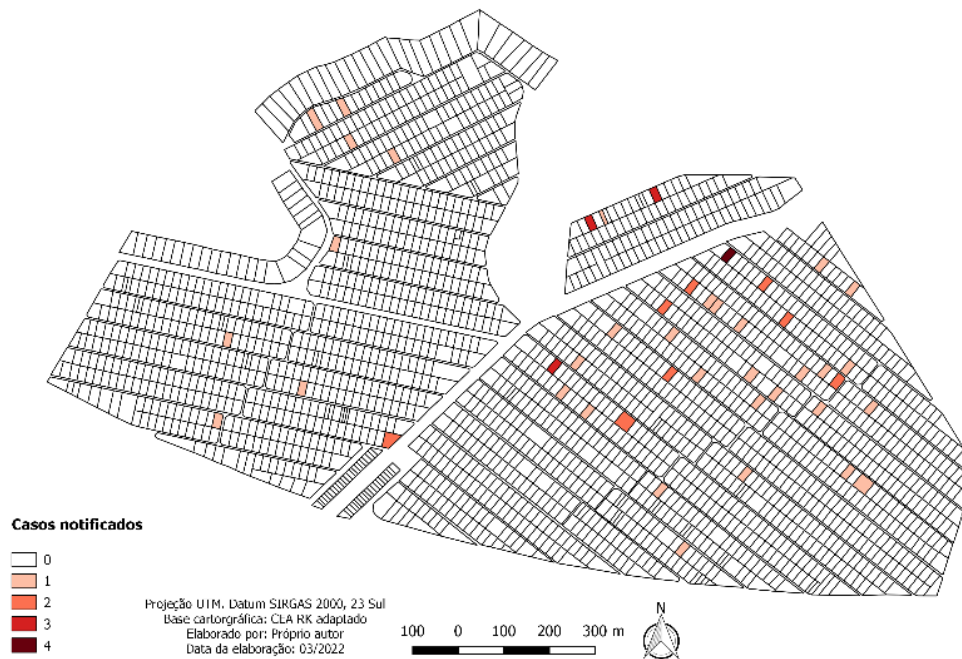 Casos notificados
0
1
2
3
4
Projeção UTM. Datum SIRGAS 2000, 23 Sul
Base cartorgráfica: CLA RK adaptado
Elaborado por: Próprio autor
Data da elaboração: 03/2022
100 0 100 200 300 m
N